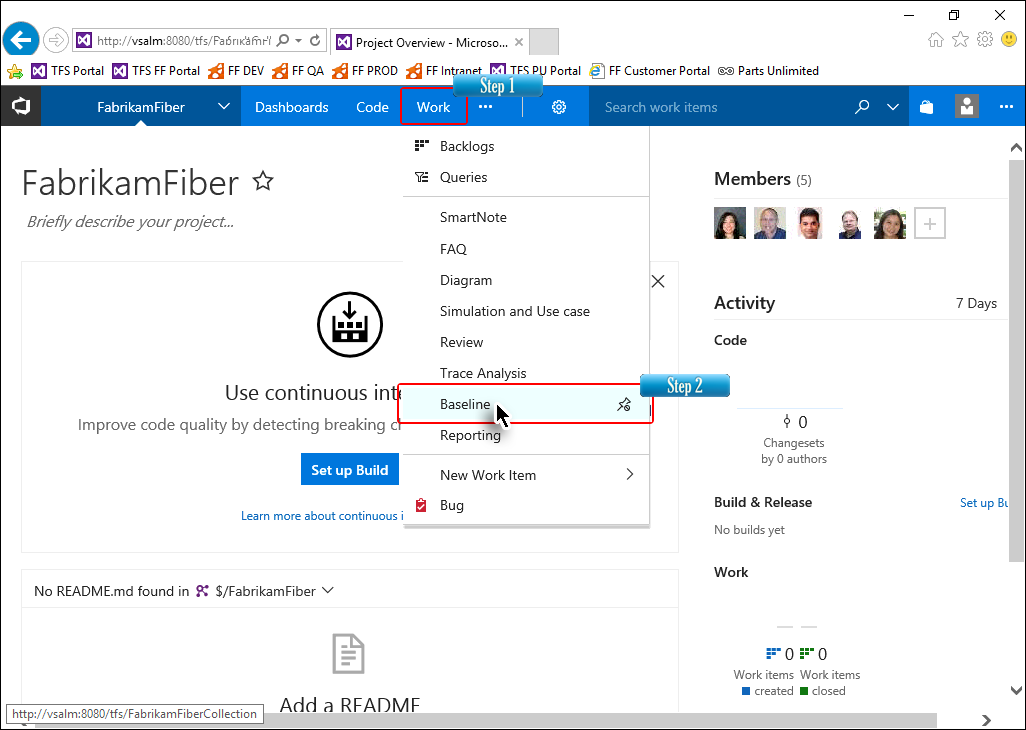 http://vsalm:8080/tfs/
Project Overview - Microso...
TFS Portal
TFS FF Portal
FF DEV
FF QA
FF PROD
FF Intranet
TFS PU Portal
FF Customer Portal
Parts Unlimited
Step 1
FabrikamFiber
Dashboards
Code
Work
Search work items
Backlogs
Queries
SmartNote
FAQ
Diagram
Simulation and Use case
Review
Trace Analysis
Baseline
Step 2
Reporting
New Work Item
Bug
FabrikamFiber
Briefly describe your project...
Use continuous inte
Improve code quality by detecting breaking c
Set up Build
Learn more about continuous i
No README.md found in $/FabrikamFiber
Add a README
Members (5)
Activity
7 Days
Code
0
Changesets
by 0 authors
Build & Release
Set up Bu
No builds yet
Work
0 0
Work items Work items
created closed
http://vsalm:8080/tfs/FabrikamFiberCollection